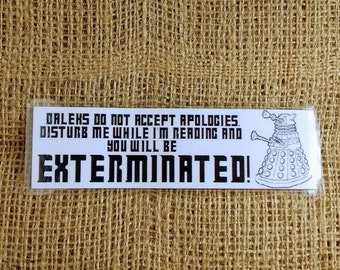 DALEKS DO NOT ACCEPT APOLOGIES.
DISTURB ME WHILE I'M READING AND
YOU WILL BE
EXTERMINATED!